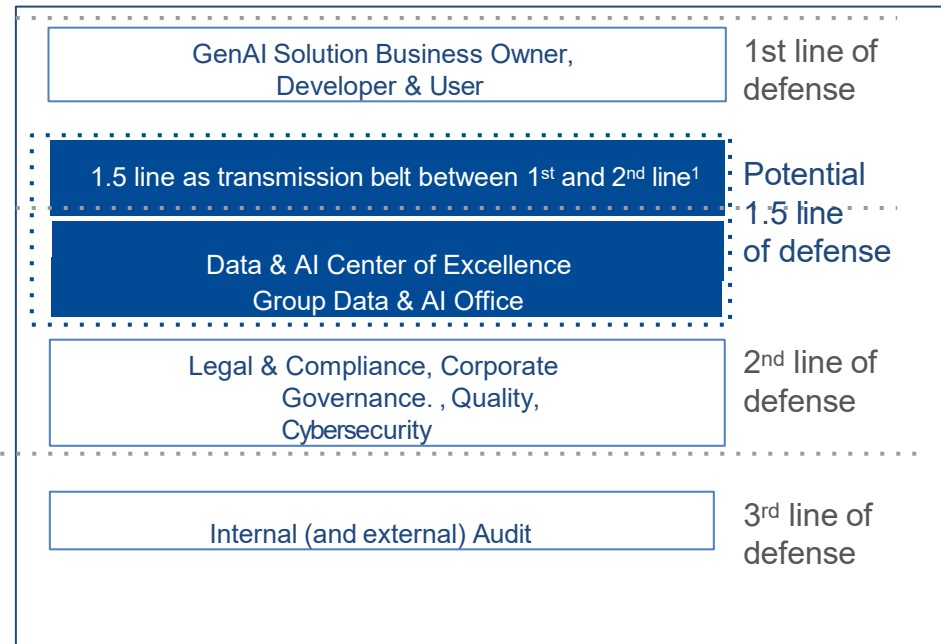 GenAI Solution Business Owner,
Developer & User
1st line of
defense
1.5 line as transmission belt between 1st and 2nd line1
Potential
1.5 line
of defense
Data & AI Center of Excellence
Group Data & AI Office
Legal & Compliance, Corporate
Governance. , Quality,
Cybersecurity
2nd line of
defense
Internal (and external) Audit
3rd line of
defense